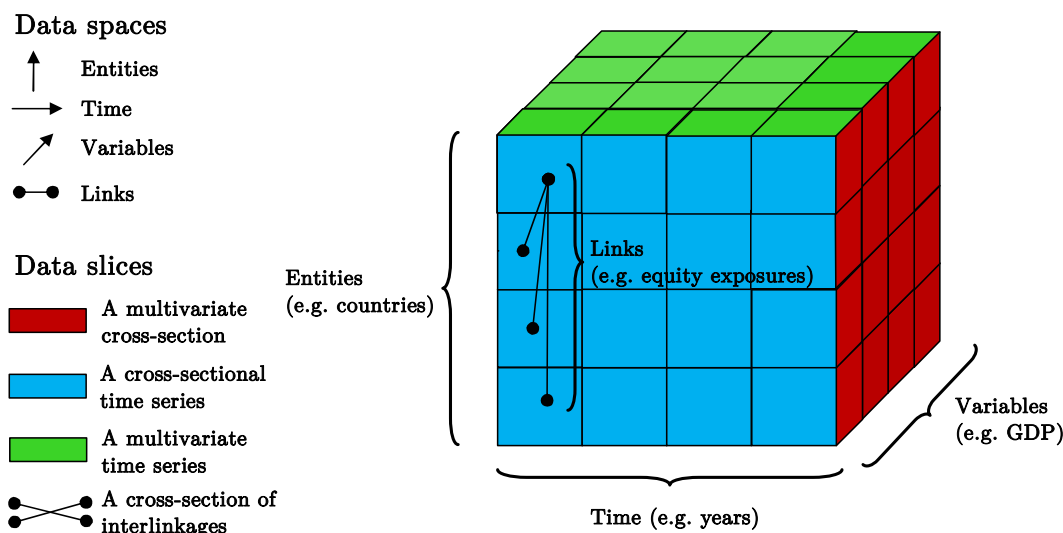 Data spaces
Entities
Time
Variables
Links
Data slices
A multivariate
cross-section
A cross-sectional
time series
A multivariate
time series
A cross-section of
interlinkages
Entities
(e.g. countries)
Links
(e.g. equity exposures)
Variables
(e.g. GDP)
Time (e.g. years)